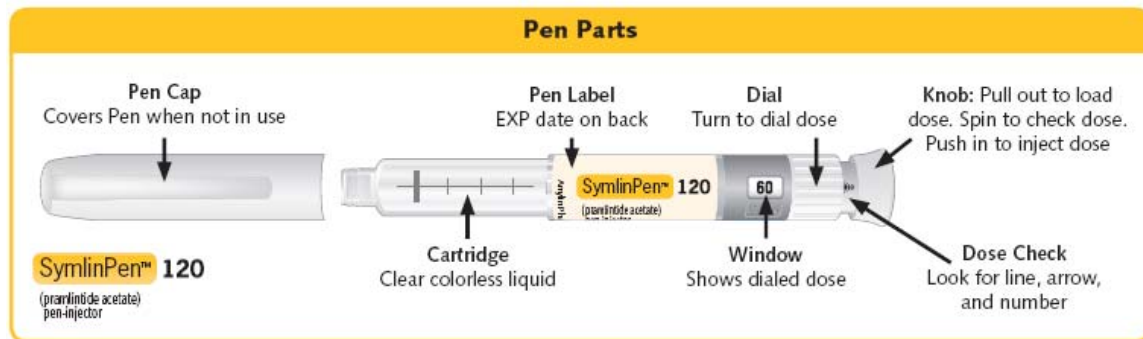 Pen Parts
Pen Cap
Covers Pen when not in use
Pen Label
EXP date on back
Dial
Turn to dial dose
Knob: Pull out to load
dose. Spin to check dose.
Push in to inject dose
SymlinPen™ 120
(pramlintide acetate)
pen-injector
60
Cartridge
Clear colorless liquid
Window
Shows dialed dose
Dose Check
Look for line, arrow,
and number
SymlinPen™ 120
(pramlintide acetate)
pen-injector